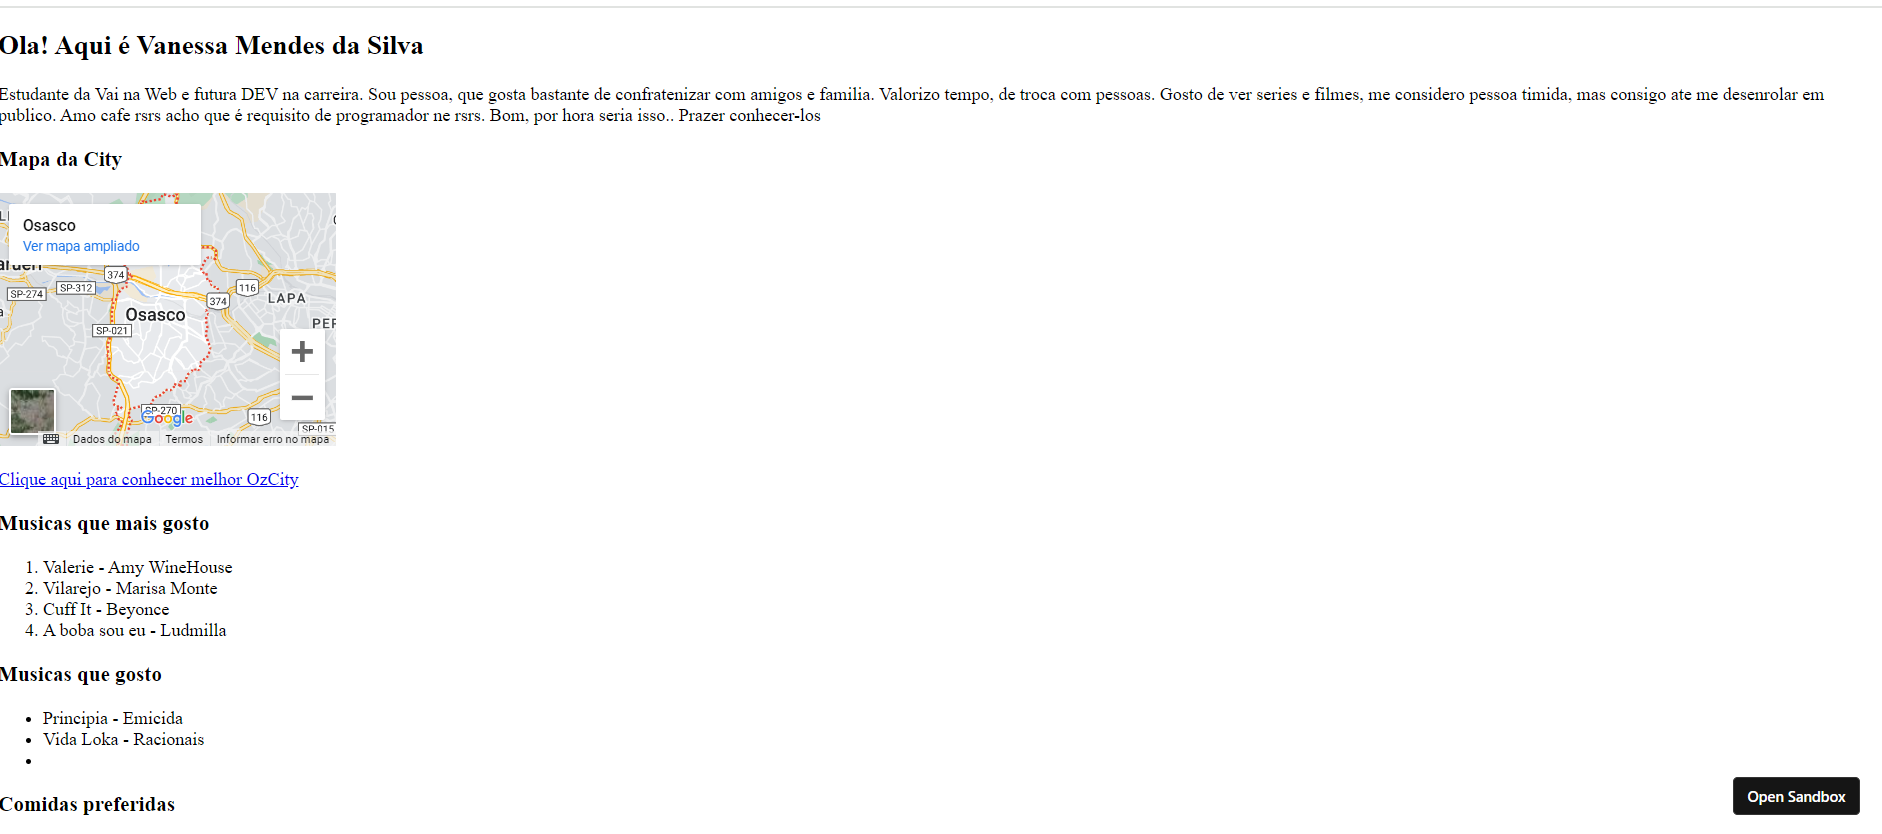 Ola! Aqui é Vanessa Mendes da Silva
Estudante da Vai na Web e futura DEV na carreira. Sou pessoa, que gosta bastante de confratenizar com amigos e familia. Valorizo tempo, de troca com pessoas. Gosto de ver series e filmes, me considero pessoa timida, mas consigo ate me desenrolar em
publico. Amo cafe rsrs acho que é requisito de programador ne rsrs. Bom, por hora seria isso.. Prazer conhecer-los
Mapa da City
Osasco
Ver mapa ampliado
374
SP-312
116
SP-274
374
LAPA
Osasco
SP-021
SP-270
116
Google
SP-015
Dados do mapa
Termos
Informar erro no mapa
Clique aqui para conhecer melhor OzCity
Musicas que mais gosto
1. Valerie - Amy WineHouse
2. Vilarejo - Marisa Monte
3. Cuff It - Beyonce
4. A boba sou eu - Ludmilla
Musicas que gosto
• Principia - Emicida
• Vida Loka - Racionais
•
Comidas preferidas
Open Sandbox